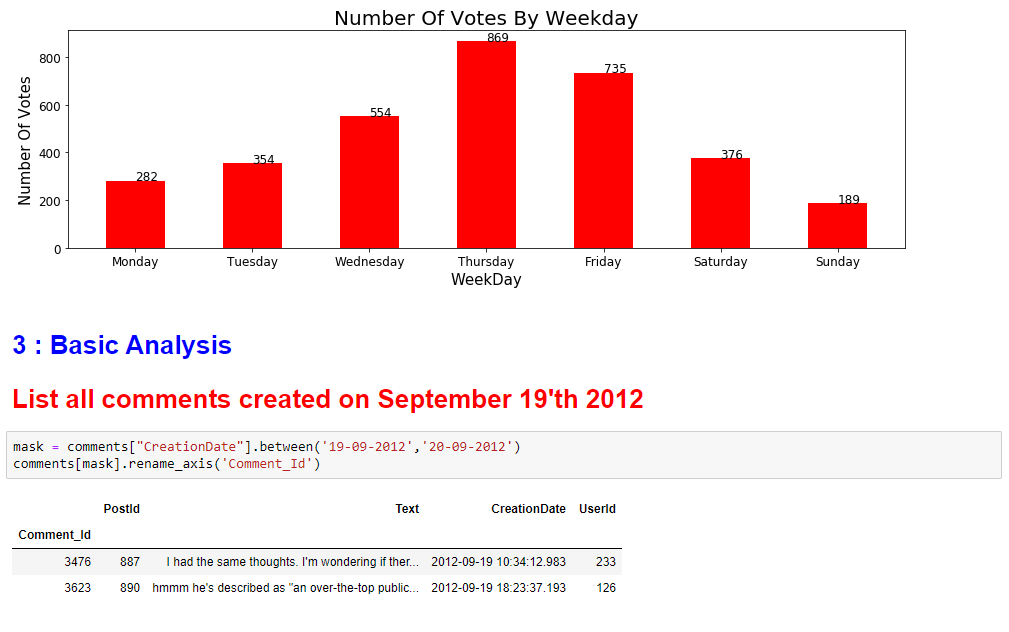 Number Of Votes By Weekday
Number Of Votes
800
600
400
200
0
282
354
554
869
735
376
189
Monday Tuesday Wednesday Thursday Friday Saturday Sunday
WeekDay
3 : Basic Analysis
List all comments created on September 19'th 2012
mask = comments["CreationDate"].between('19-09-2012','20-09-2012')
comments[mask].rename_axis('Comment_Id')
PostId Text CreationDate UserId
Comment_Id
3476 887 I had the same thoughts. I'm wondering if ther... 2012-09-19 10:34:12.983 233
3623 890 hmmm he's described as "an over-the-top public... 2012-09-19 18:23:37.193 126